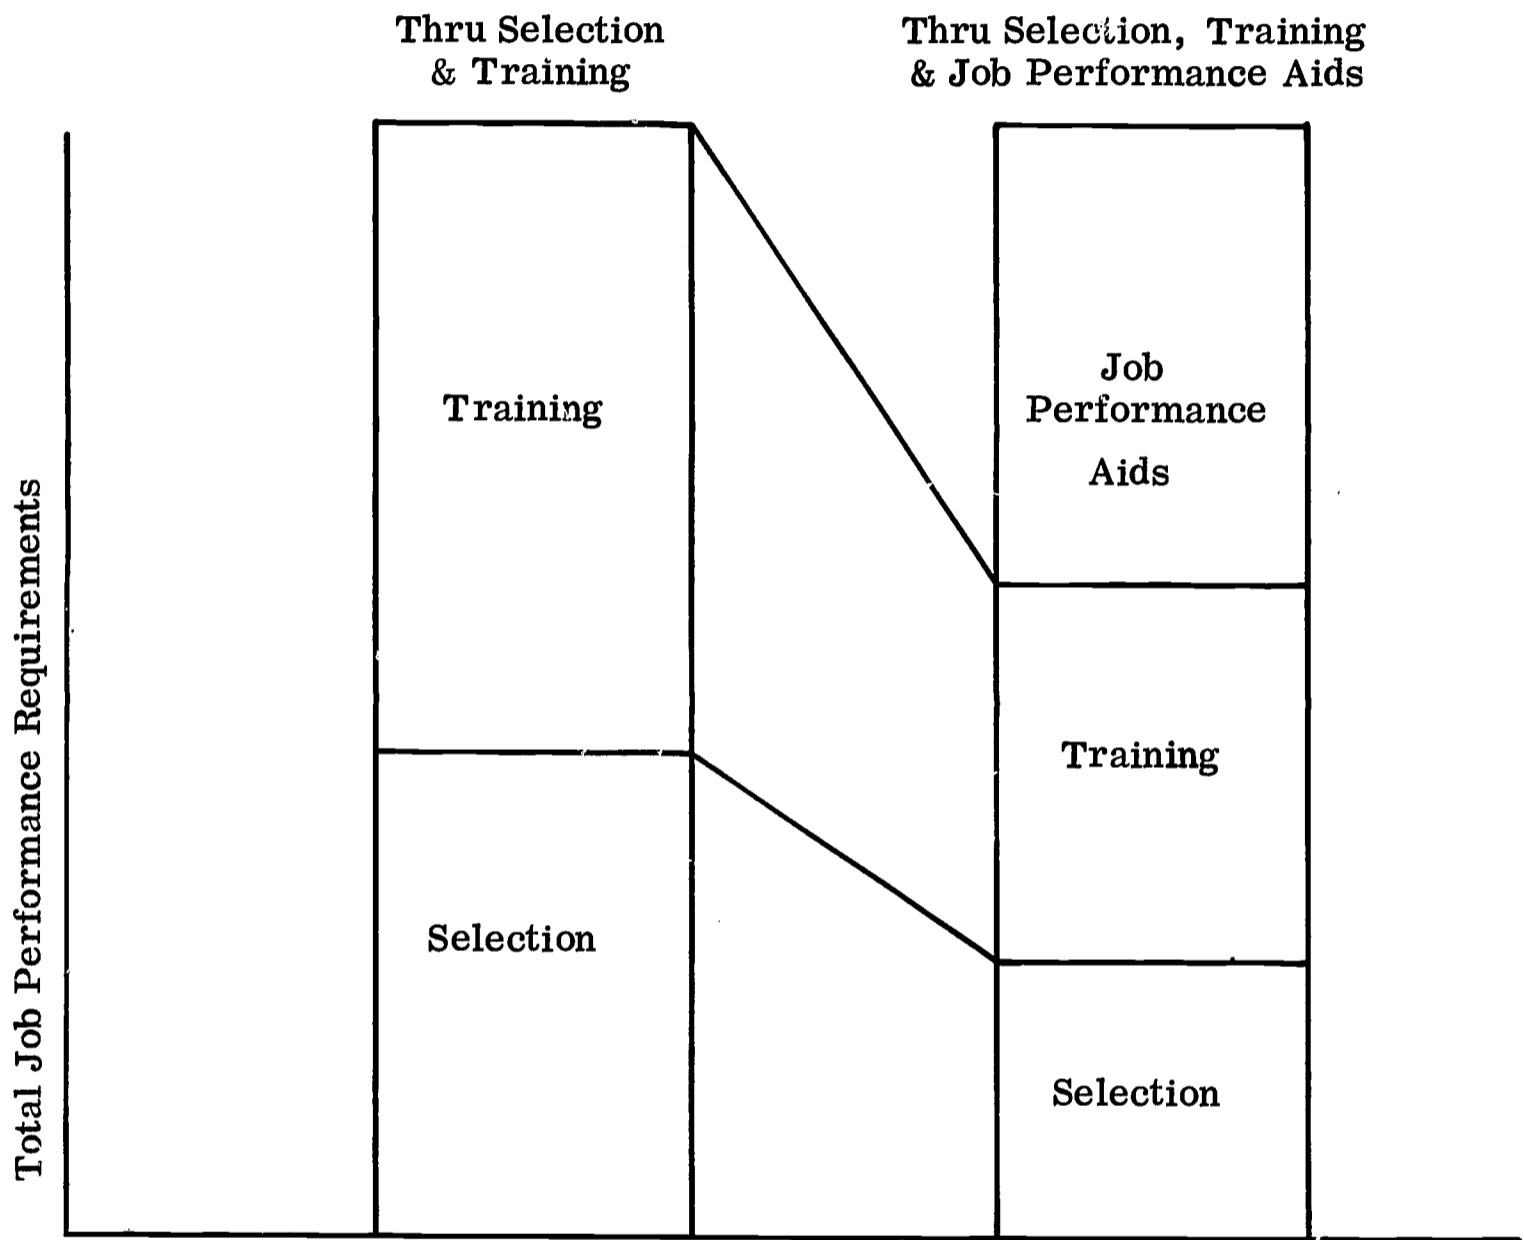 Thru Selection
& Training
Thru Selection, Training
& Job Performance Aids
Total Job Performance Requirements
Training
Selection
Job
Performance
Aids
Training
Selection